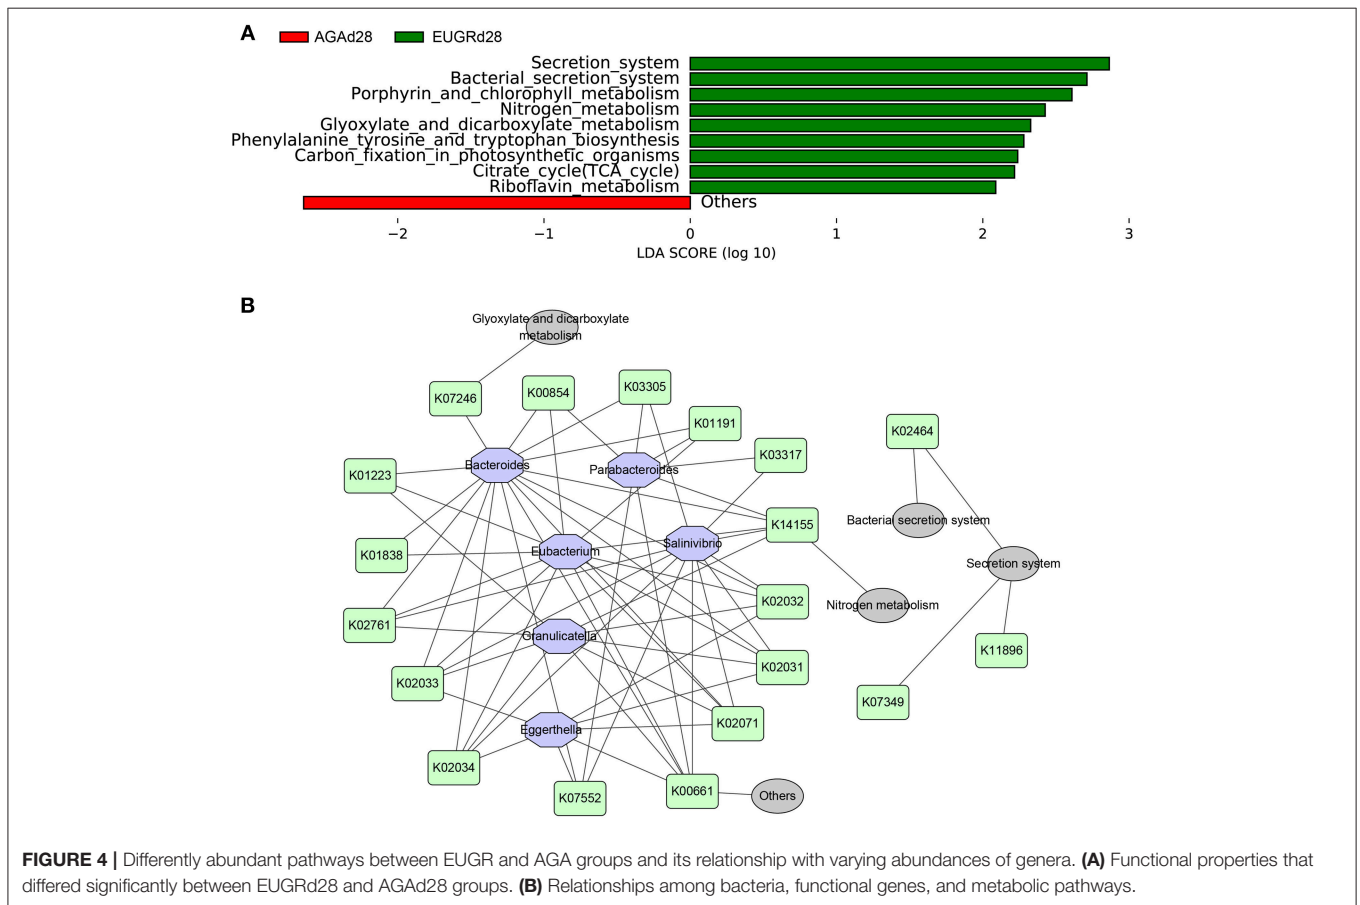 A
AGAd28 EUGRd28
Secretion_system
Bacterial_secretion_system
Porphyrin_and_chlorophyll_metabolism
Nitrogen_metabolism
Glyoxylate_and_dicarboxylate_metabolism
Phenylalanine_tyrosine_and_tryptophan_biosynthesis
Carbon_fixation_in_photosynthetic_organisms
Citrate_cycle(TCA_cycle)
Riboflavin_metabolism
Others
−2 −1 0 1 2 3
LDA SCORE (log 10)
B
Glyoxylate and dicarboxylate
metabolism
K07246
K00854
K03305
K01191
K02464
K03317
Bacteroides
Parabacteroides
K01223
K14155
Bacterial secretion system
Salinivibrio
Eubacterium
K01838
Secretion system
K02032
Nitrogen metabolism
K02761
Granulicatella
K11896
K02031
K02033
K07349
K02071
Eggerthella
K02034
K07552
K00661
Others
FIGURE 4 | Differently abundant pathways between EUGR and AGA groups and its relationship with varying abundances of genera. (A) Functional properties that
differed significantly between EUGRd28 and AGAd28 groups. (B) Relationships among bacteria, functional genes, and metabolic pathways.